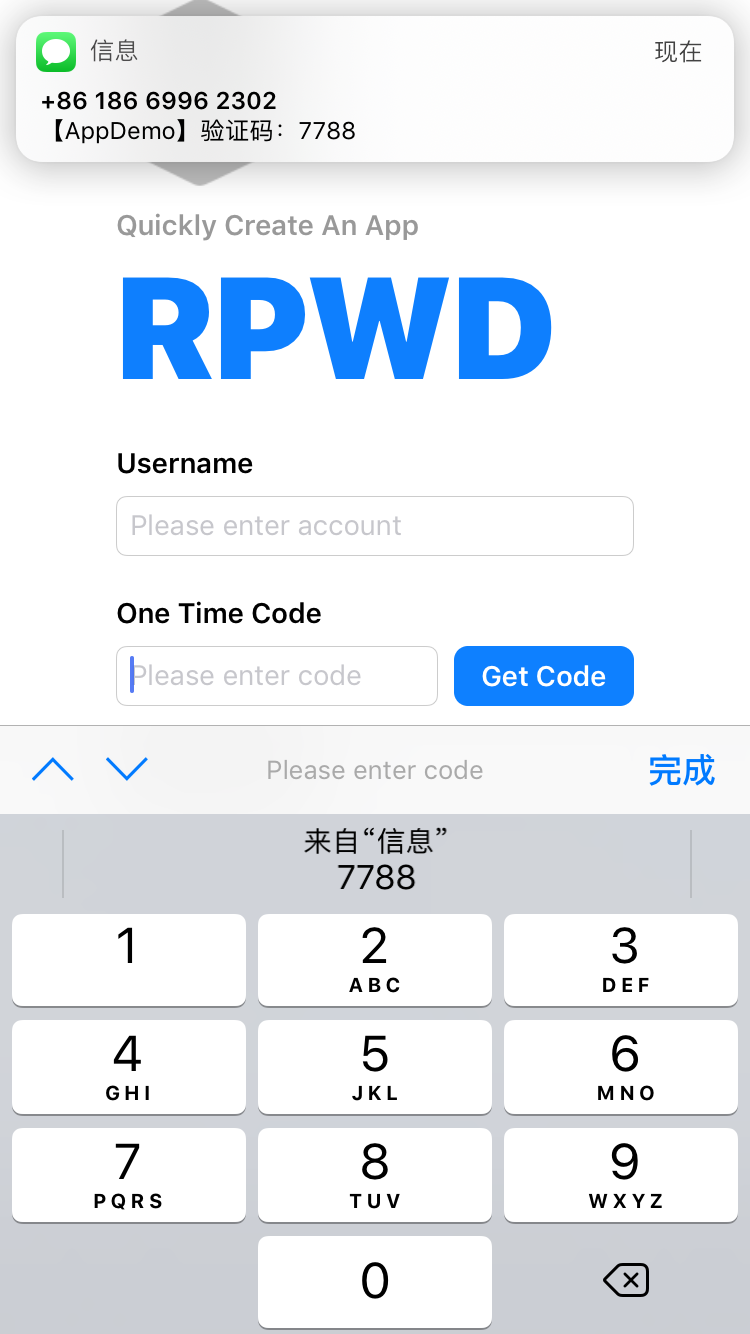 信息 现在
+86 186 6996 2302
【AppDemo】验证码：7788
Quickly Create An App
RPWD
Username
Please enter account
One Time Code
Please enter code Get Code
Please enter code 完成
来自“信息”
7788
1 2 3
ABC DEF
4 5 6
GHI JKL MNO
7 8 9
PQRS TUV WXYZ
0